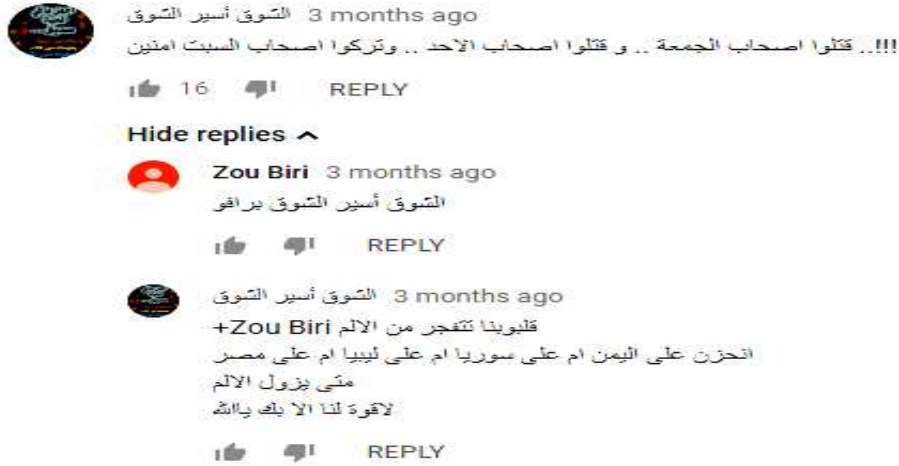 الشوق أسير الشوق 3 months ago
قتلوا اصحاب الجمعة .. و قتلوا اصحاب الاحد .. وتركوا اصحاب السبت امنين ..!!!
16 REPLY
Hide replies
Zou Biri 3 months ago
الشوق أسير الشوق برافو
REPLY
الشوق أسير الشوق 3 months ago
+Zou Biri قلبوبنا تتفجر من الالم
انحزن على اليمن ام على سوريا ام على ليبيا ام على مصر
متى يزول الالم
لاقوة لنا الا بك ياالله
REPLY